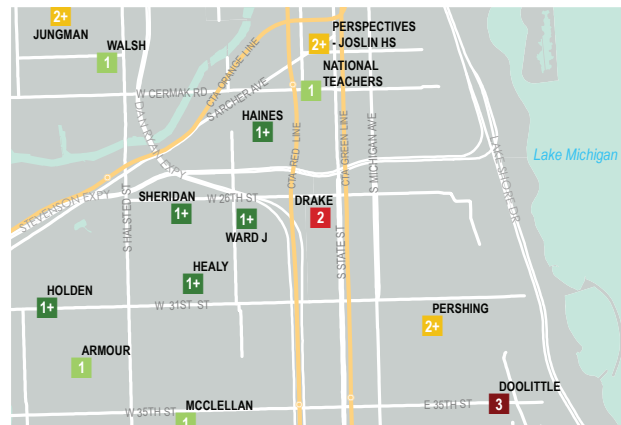 2+
JUNGMAN
WALSH
1
PERSPECTIVES
- JOSLIN HS
2+
NATIONAL
TEACHERS
1
W CERMAK RD
CTA ORANGE LINE
S ARCHER AVE
DAN RYAN EXPY
HAINES
1+
CTA RED LINE
CTA GREEN LINE
S MICHIGAN AVE
LAKE SHORE DR
Lake Michigan
STEVENSON EXPY
S HALSTED ST
SHERIDAN
1+
W 26TH ST
1+
WARD J
DRAKE
2
S STATE ST
HEALY
1+
HOLDEN
1+
W 31ST ST
PERSHING
2+
ARMOUR
1
DOOLITTLE
3
MCCLELLAN
1
W 35TH ST
E 35TH ST